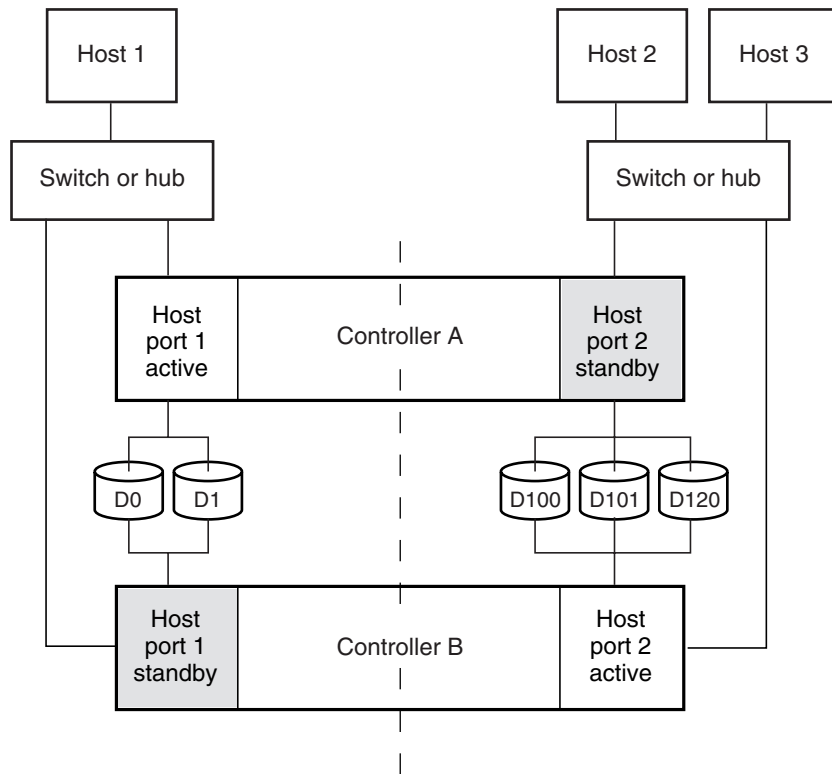 Host 1
Host 2
Host 3
Switch or hub
Switch or hub
Host
port 1
active
Controller A
Host
port 2
standby
D0
D1
D100
D101
D120
Host
port 1
standby
Controller B
Host
port 2
active